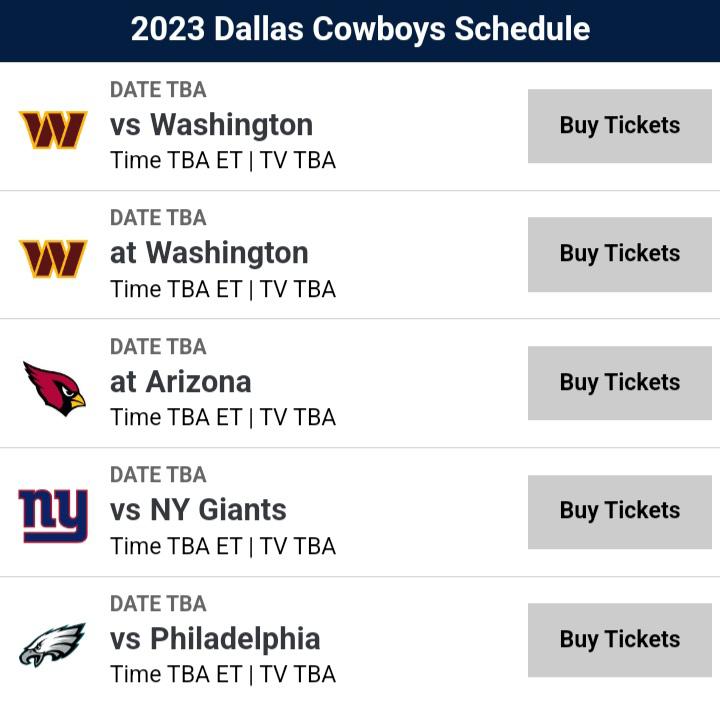 2023 Dallas Cowboys Schedule
DATE TBA
vs Washington
Time TBA ET | TV TBA
Buy Tickets
DATE TBA
at Washington
Time TBA ET | TV TBA
Buy Tickets
DATE TBA
at Arizona
Time TBA ET | TV TBA
Buy Tickets
ny
DATE TBA
vs NY Giants
Time TBA ET | TV TBA
Buy Tickets
DATE TBA
vs Philadelphia
Time TBA ET | TV TBA
Buy Tickets